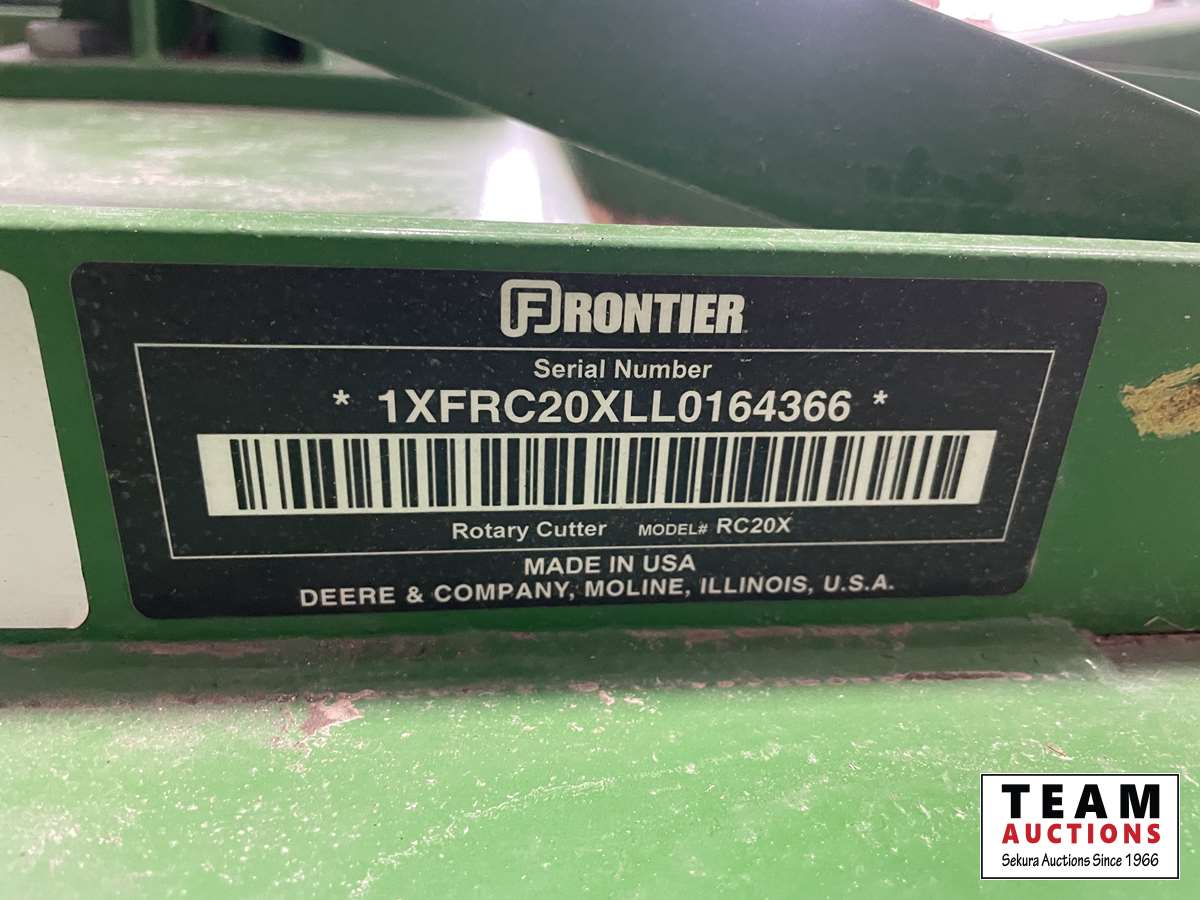 FRONTIER
Serial Number
* 1XFRC20XLL0164366 *
Rotary Cutter MODEL# RC20X
MADE IN USA
DEERE & COMPANY, MOLINE, ILLINOIS, U.S.A.
TEAM
AUCTIONS
Sekura Auctions Since 1966